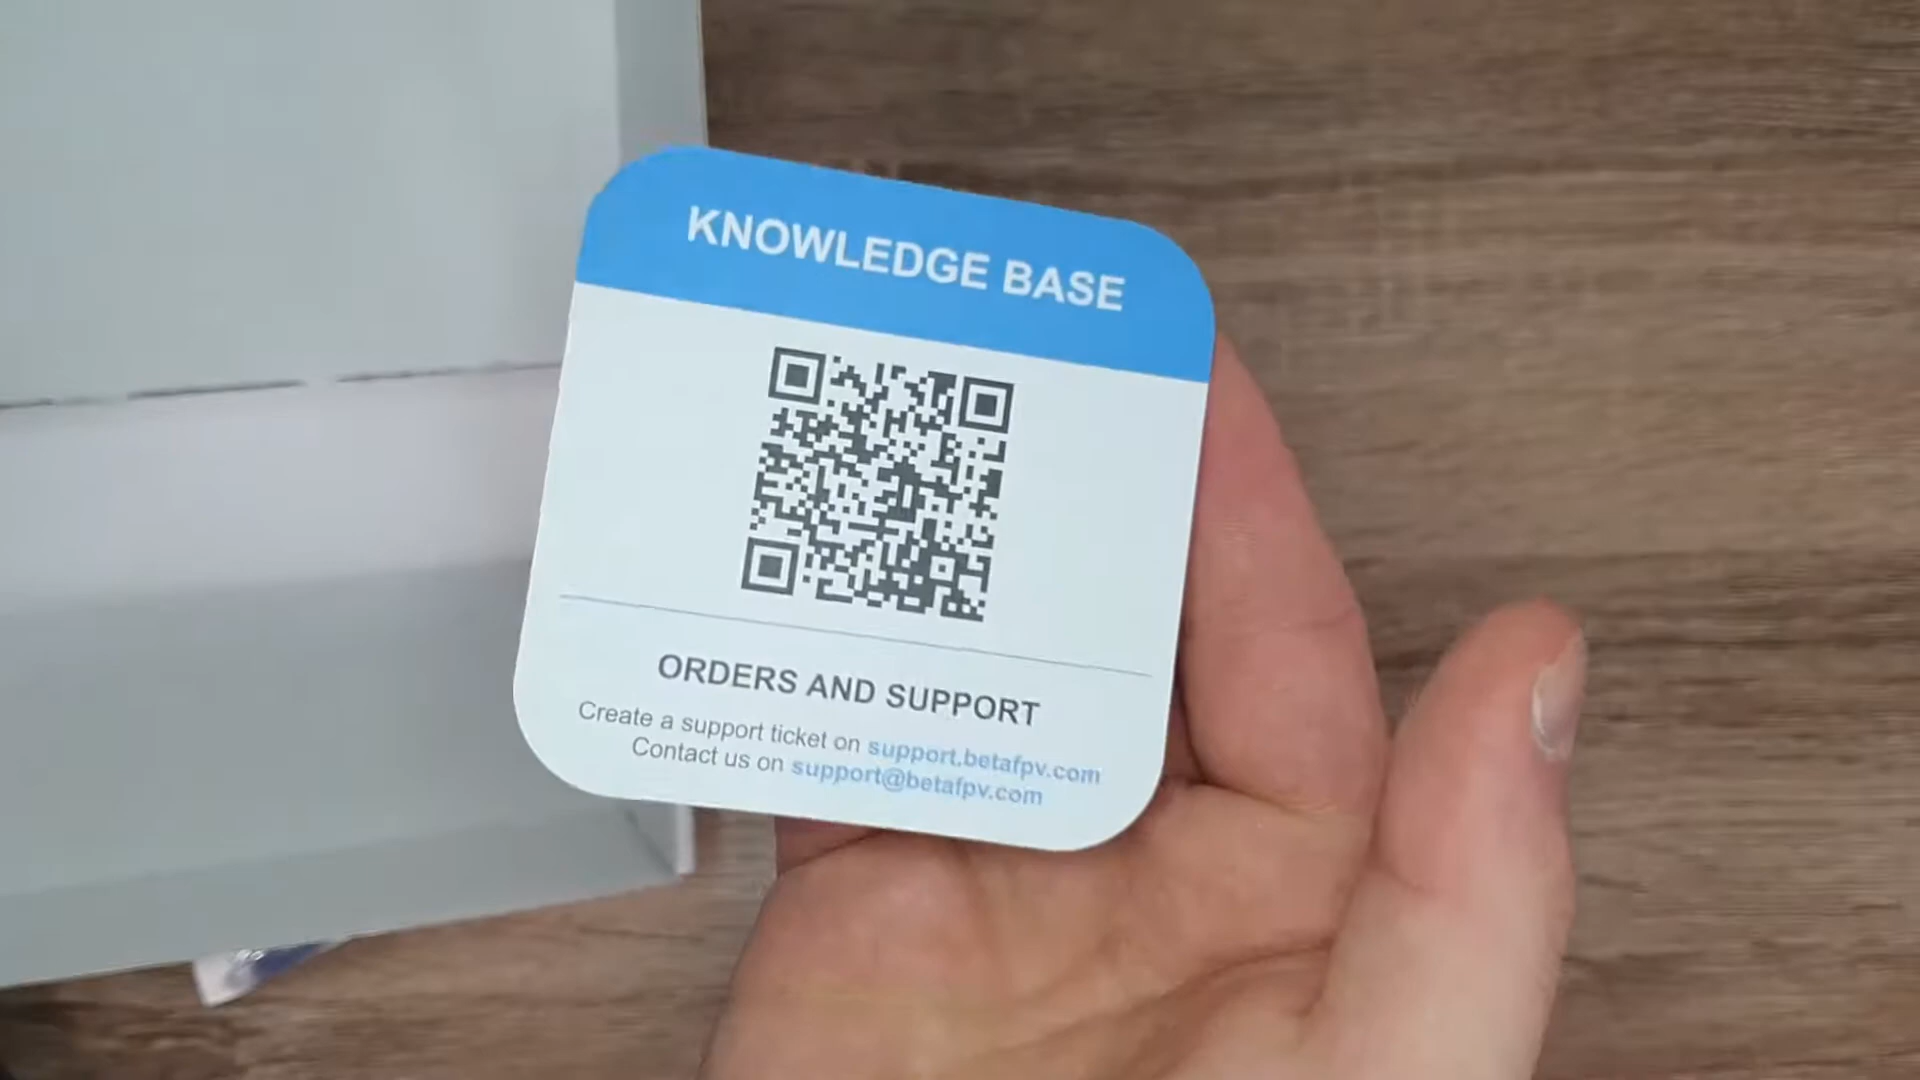 KNOWLEDGE BASE
ORDERS AND SUPPORT
Create a support ticket on support.betafpv.com
Contact us on support@betafpv.com